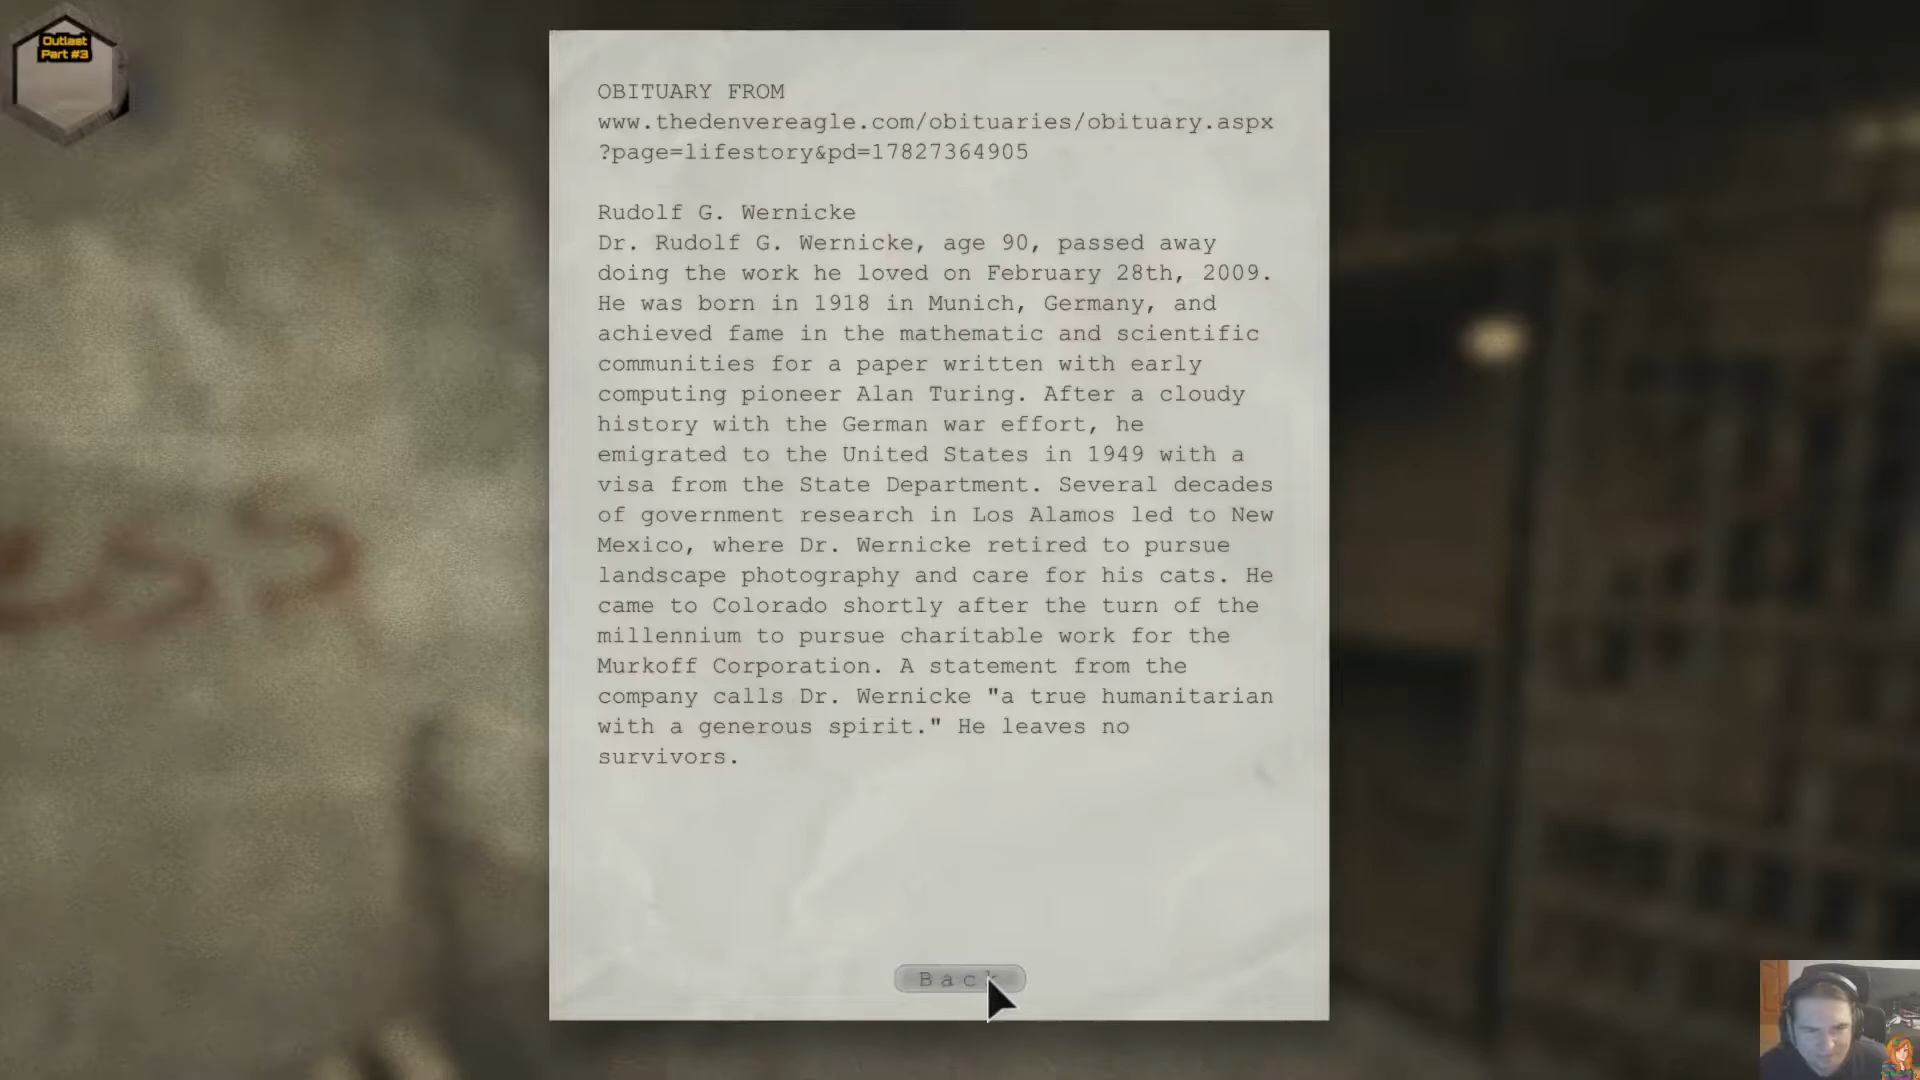 Outlast
Part #3
OBITUARY FROM
www.thedenvereagle.com/obituaries/obituary.aspx
?page=lifestory&pd=17827364905
Rudolf G. Wernicke
Dr. Rudolf G. Wernicke, age 90, passed away
doing the work he loved on February 28th, 2009.
He was born in 1918 in Munich, Germany, and
achieved fame in the mathematic and scientific
communities for a paper written with early
computing pioneer Alan Turing. After a cloudy
history with the German war effort, he
emigrated to the United States in 1949 with a
visa from the State Department. Several decades
of government research in Los Alamos led to New
Mexico, where Dr. Wernicke retired to pursue
landscape photography and care for his cats. He
came to Colorado shortly after the turn of the
millennium to pursue charitable work for the
Murkoff Corporation. A statement from the
company calls Dr. Wernicke "a true humanitarian
with a generous spirit." He leaves no
survivors.
Back